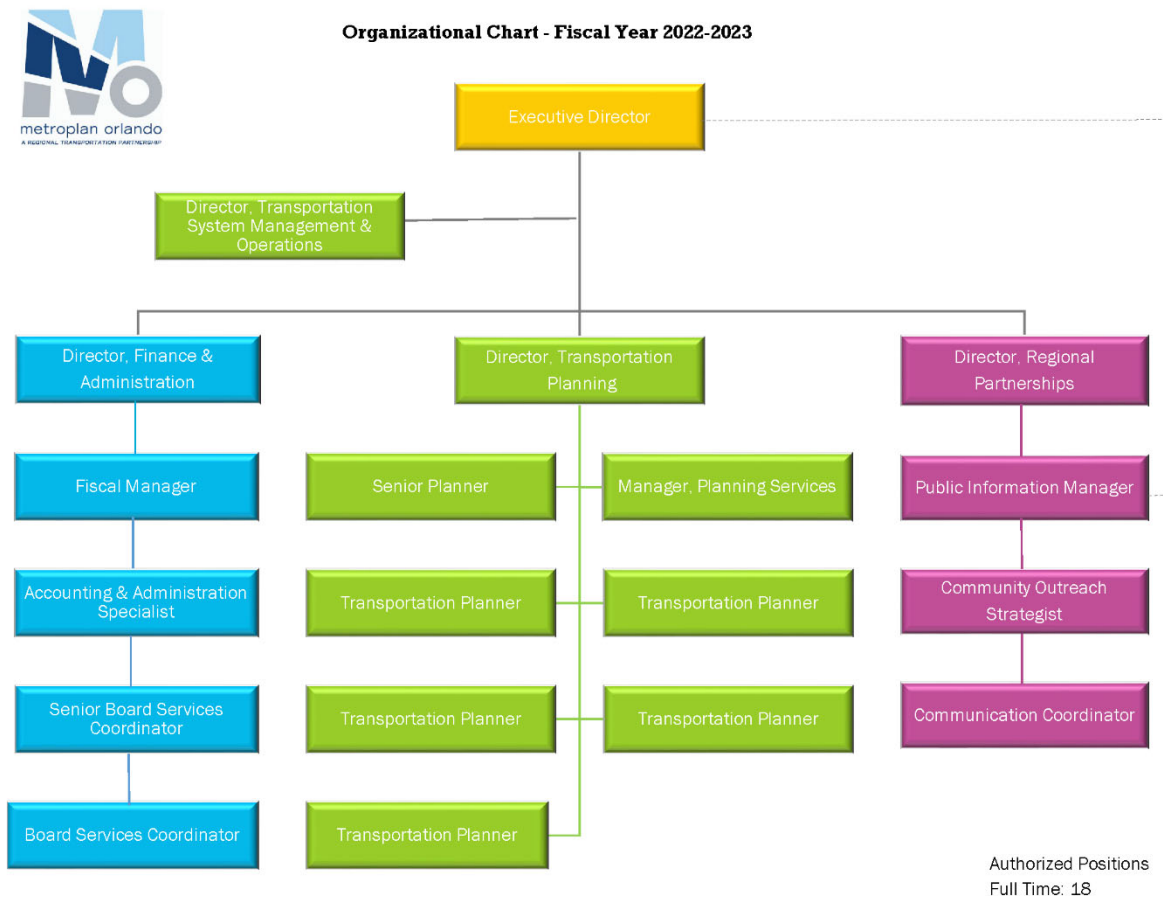 Organizational Chart - Fiscal Year 2022-2023
metroplan orlando
A REGIONAL TRANSPORTATION PARTNERSHIP
Executive Director
Director, Transportation
System Management &
Operations
Director, Finance &
Administration
Director, Transportation
Planning
Director, Regional
Partnerships
Fiscal Manager
Senior Planner
Manager, Planning Services
Public Information Manager
Accounting & Administration
Specialist
Transportation Planner
Transportation Planner
Community Outreach
Strategist
Senior Board Services
Coordinator
Transportation Planner
Transportation Planner
Communication Coordinator
Board Services Coordinator
Transportation Planner
Authorized Positions
Full Time: 18